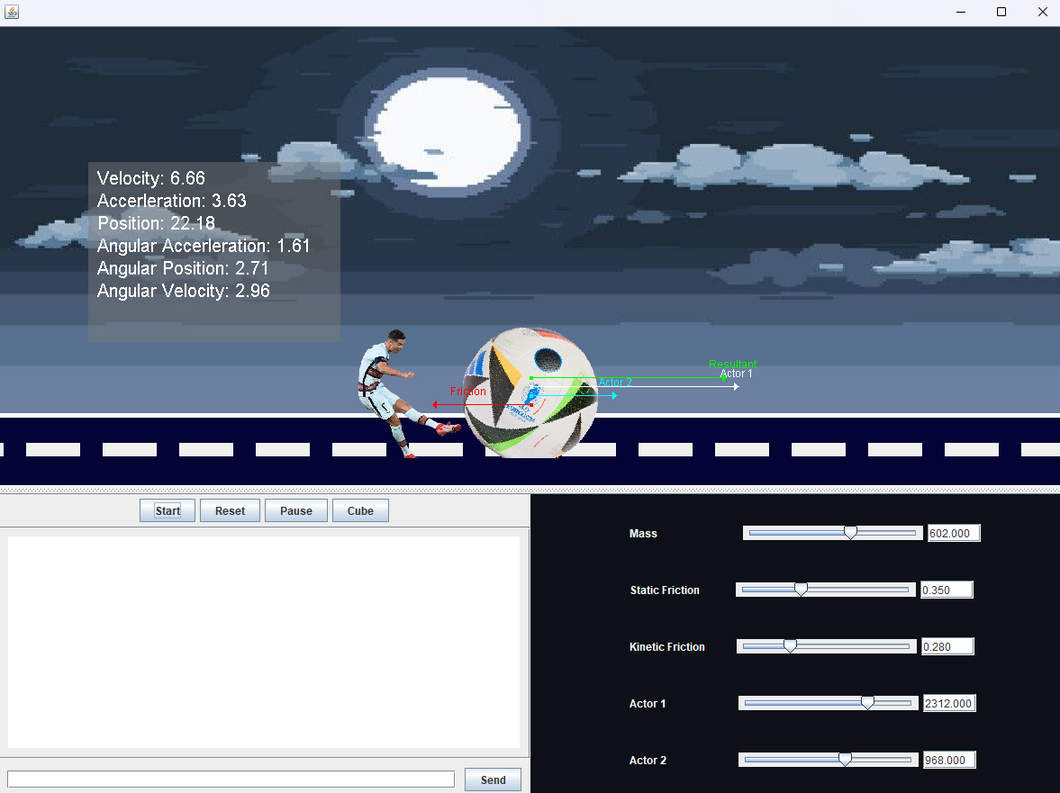 Velocity: 6.66
Accerleration: 3.63
Position: 22.18
Angular Accerleration: 1.61
Angular Position: 2.71
Angular Velocity: 2.96
Resultant
Actor 1
Actor 2
Friction
Start Reset Pause Cube
Mass 602.000
Static Friction 0.350
Kinetic Friction 0.280
Actor 1 2312.000
Actor 2 968.000
Send